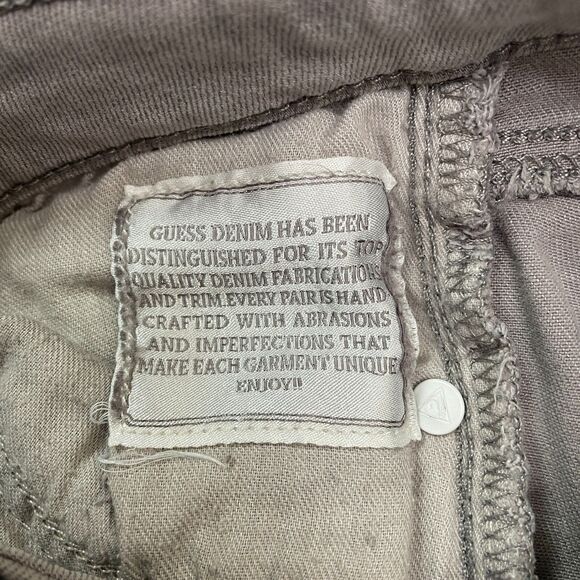 GUESS DENIM HAS BEEN
DISTINGUISHED FOR ITS TOP
QUALITY DENIM FABRICATIONS
AND TRIM.EVERY PAIR IS HAND
CRAFTED WITH ABRASIONS
AND IMPERFECTIONS THAT
MAKE EACH GARMENT UNIQUE
ENJOY!!